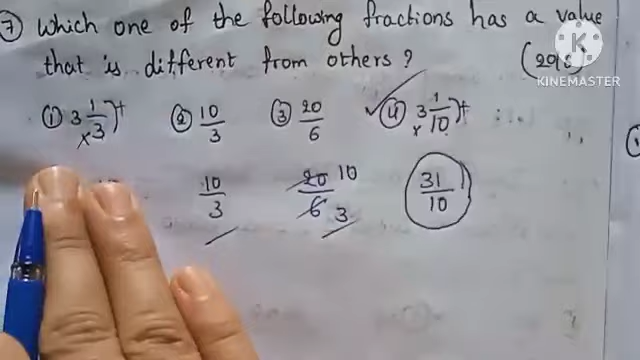 ⑦ Which one of the following fractions has a value
that is different from others?
① 3 1/3 ② 10/3 ③ 20/6 ④ 3 1/10
10/3 20/6 10 3 31/10
K
KINEMASTER